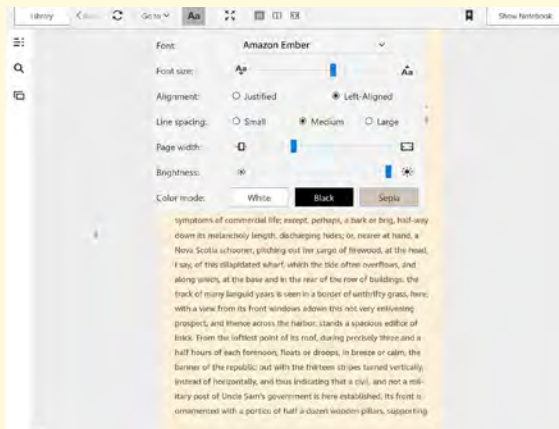 Library Back Go to Aa Show Notebook
Font: Amazon Ember
Font size: Aa Aa
Alignment: Justified Left-Aligned
Line spacing: Small Medium Large
Page width:
Brightness:
Color mode: White Black Sepia
symptoms of commercial life; except, perhaps, a bark or brig, half-way
down its melancholy length, discharging hides; or, nearer at hand, a
Nova Scotia schooner, pitching out her cargo of firewood, at the head,
I say, of this dilapidated wharf, which the tide often overflows, and
along which, at the base and in the rear of the row of buildings, the
track of many languid years is seen in a border of unthrifty grass, here,
with a view from its front windows adown this not very enlivening
prospect, and thence across the harbor, stands a spacious edifice of
brick. From the loftiest point of its roof, during precisely three and a
half hours of each forenoon, floats or droops, in breeze or calm, the
banner of the republic; but with the thirteen stripes turned vertically,
instead of horizontally, and thus indicating that a civil, and not a mil-
itary post of Uncle Sam's government is here established. Its front is
ornamented with a portico of half a dozen wooden pillars, supporting